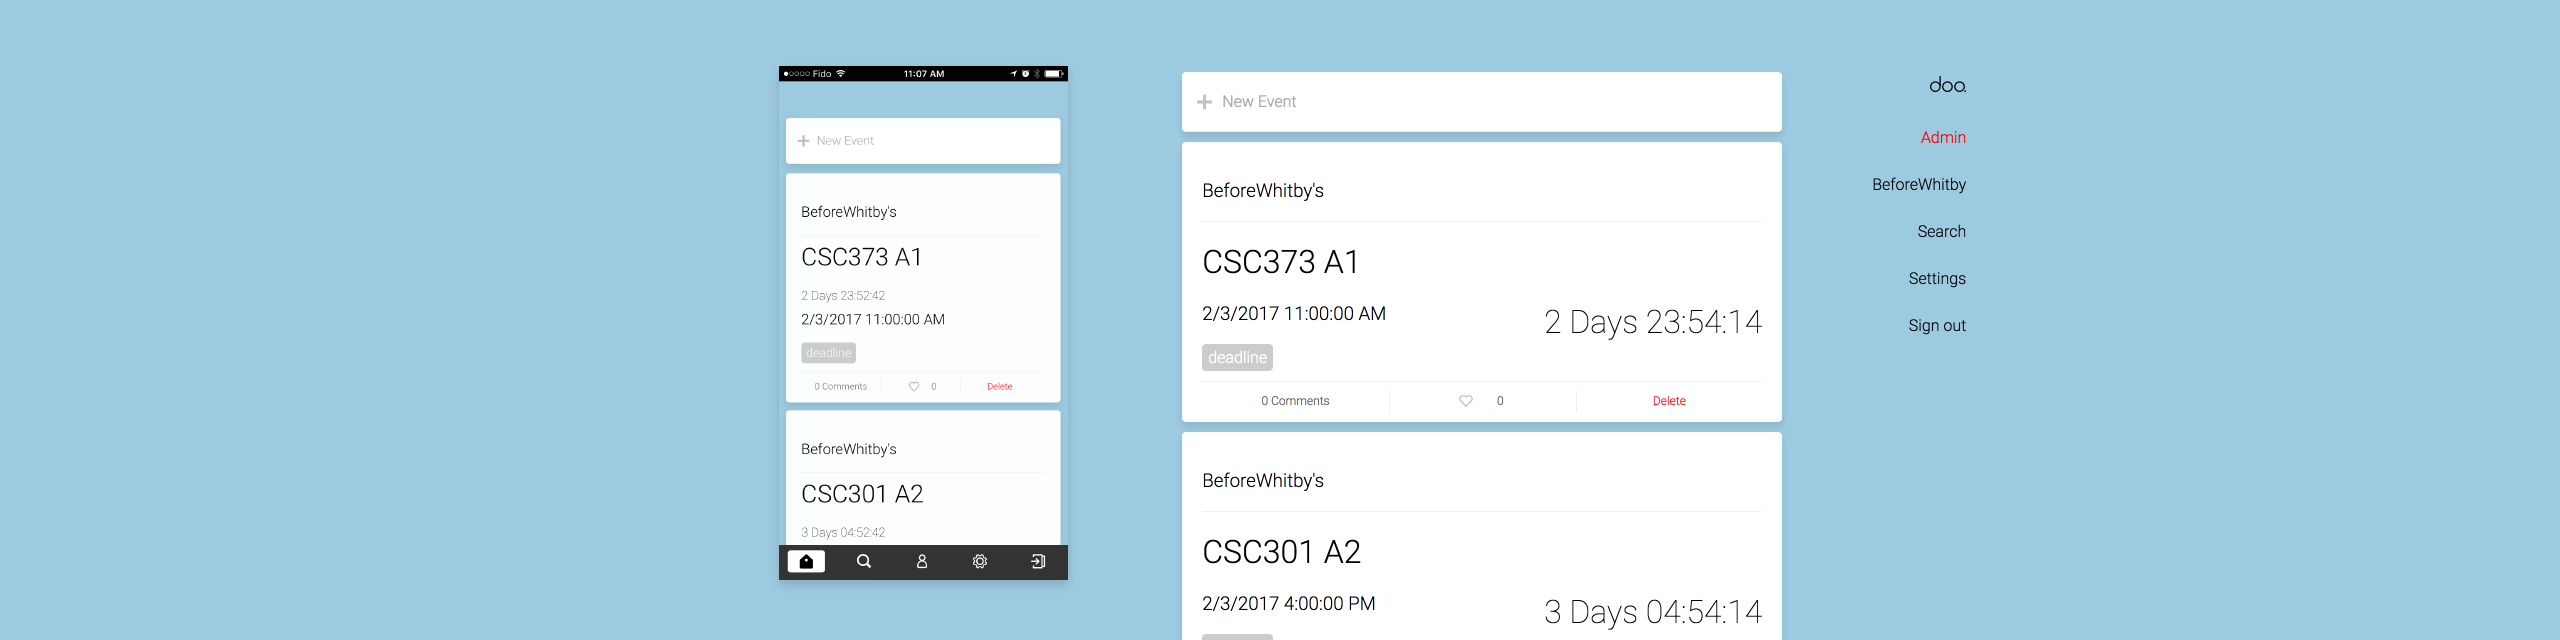 Fido
11:07 AM
New Event
BeforeWhitby's
CSC373 A1
2 Days 23:52:42
2/3/2017 11:00:00 AM
deadline
0 Comments
0
Delete
BeforeWhitby's
CSC301 A2
3 Days 04:52:42
New Event
BeforeWhitby's
CSC373 A1
2/3/2017 11:00:00 AM
2 Days 23:54:14
deadline
0 Comments
0
Delete
BeforeWhitby's
CSC301 A2
2/3/2017 4:00:00 PM
3 Days 04:54:14
doo.
Admin
BeforeWhitby
Search
Settings
Sign out